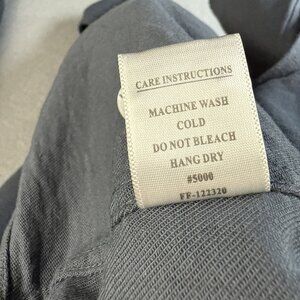 CARE INSTRUCTIONS
MACHINE WASH
COLD
DO NOT BLEACH
HANG DRY
#5000
FF-122320